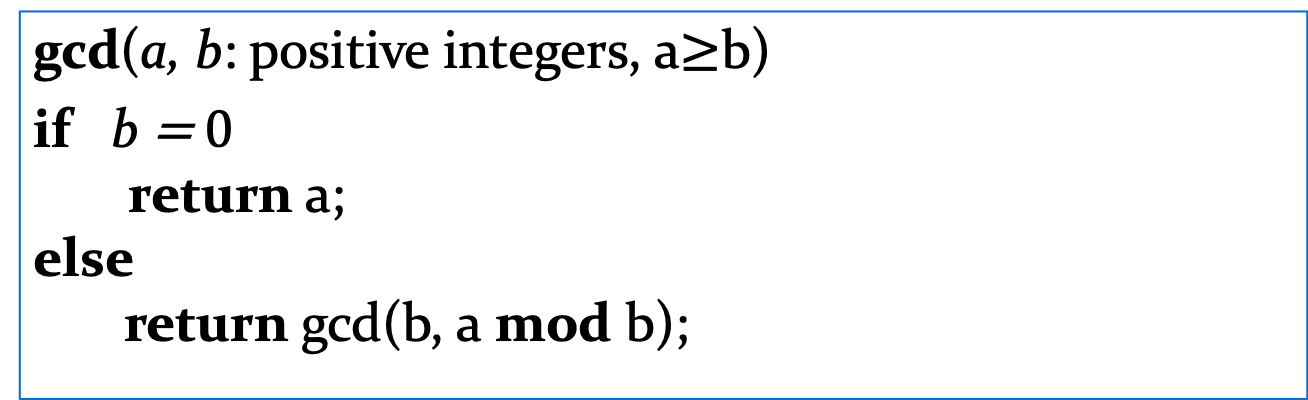 gcd(a, b: positive integers, a≥b)
if b = 0
return a;
else
return gcd(b, a mod b);